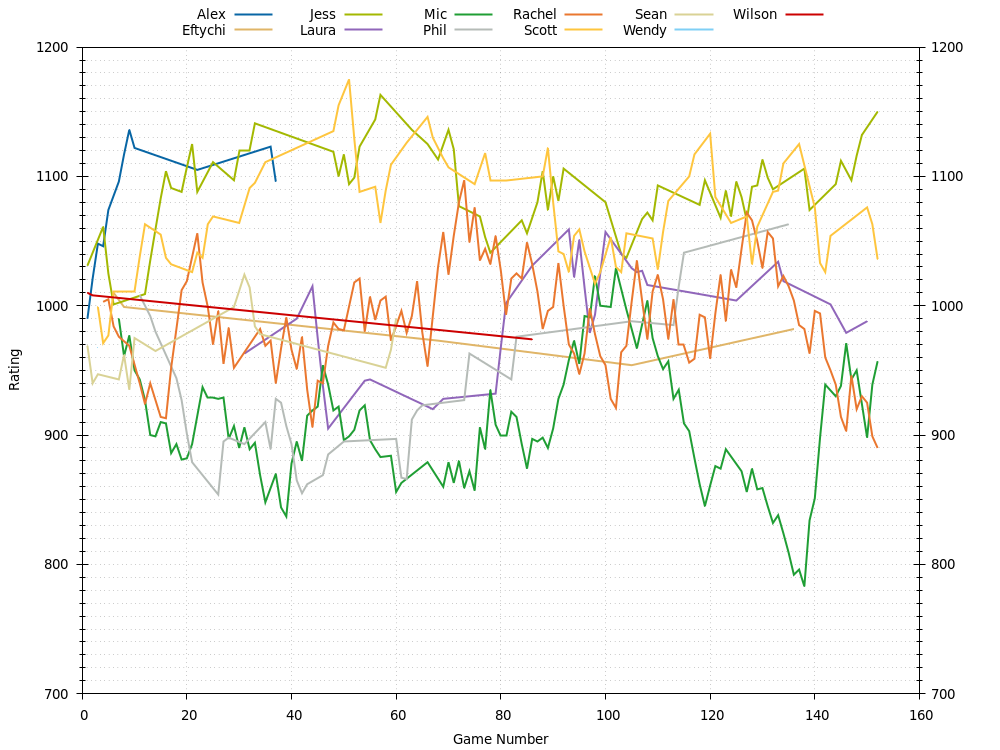 Alex Jess Mic Rachel Sean Wilson
Eftychi Laura Phil Scott Wendy
1200 1200
1100 1100
1000 1000
900 900
800 800
700 700
Rating
0 20 40 60 80 100 120 140 160
Game Number